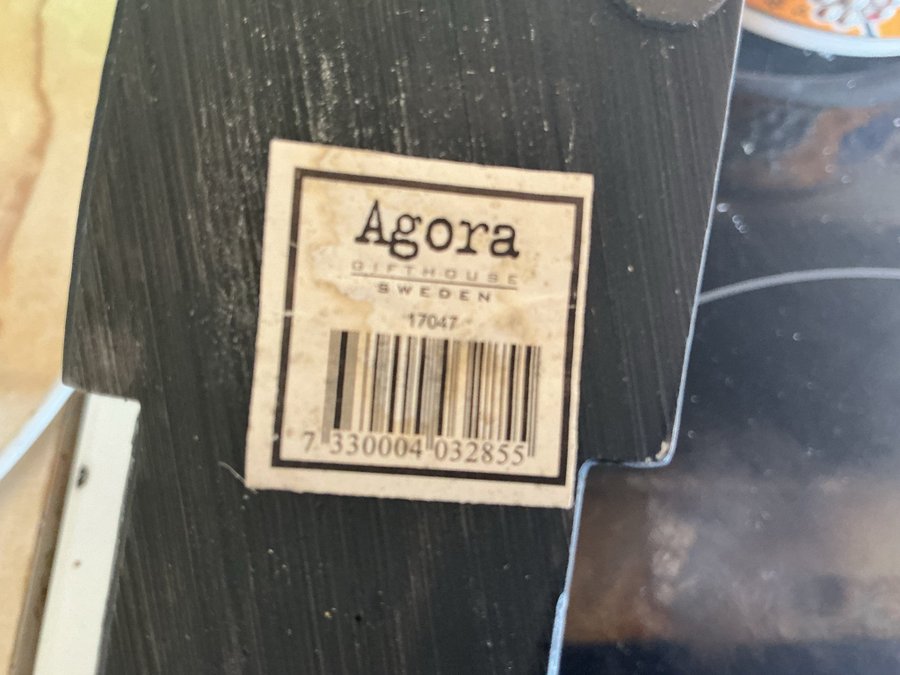 Agora
GIFTHOUSE
SWEDEN
17047
7 330004 032855